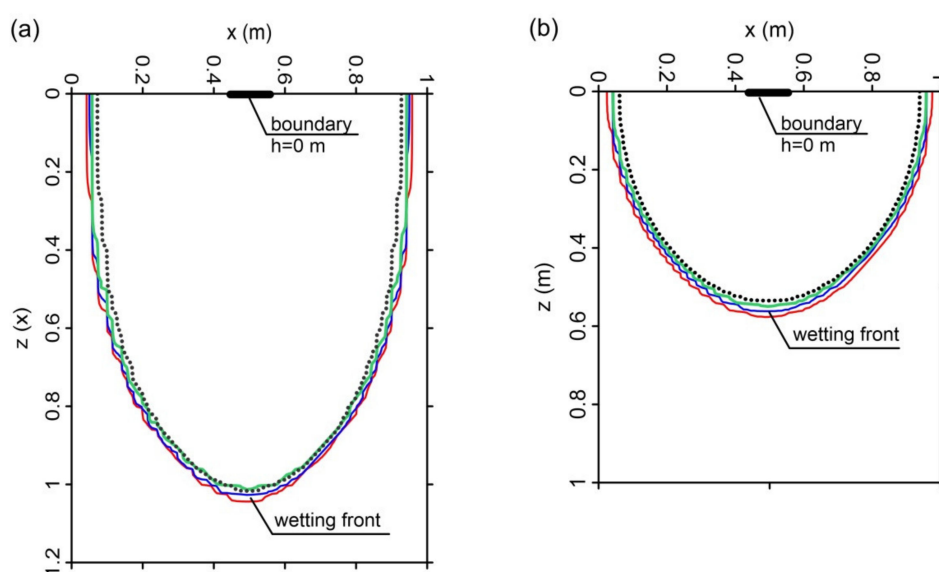 (a)
x (m)
0 0.2 0.4 0.6 0.8 1
0
0.2
0.4
0.6
0.8
1
1.2
z (x)
boundary
h=0 m
wetting front
(b)
x (m)
0 0.2 0.4 0.6 0.8 1
0
0.2
0.4
0.6
0.8
1
z (m)
boundary
h=0 m
wetting front